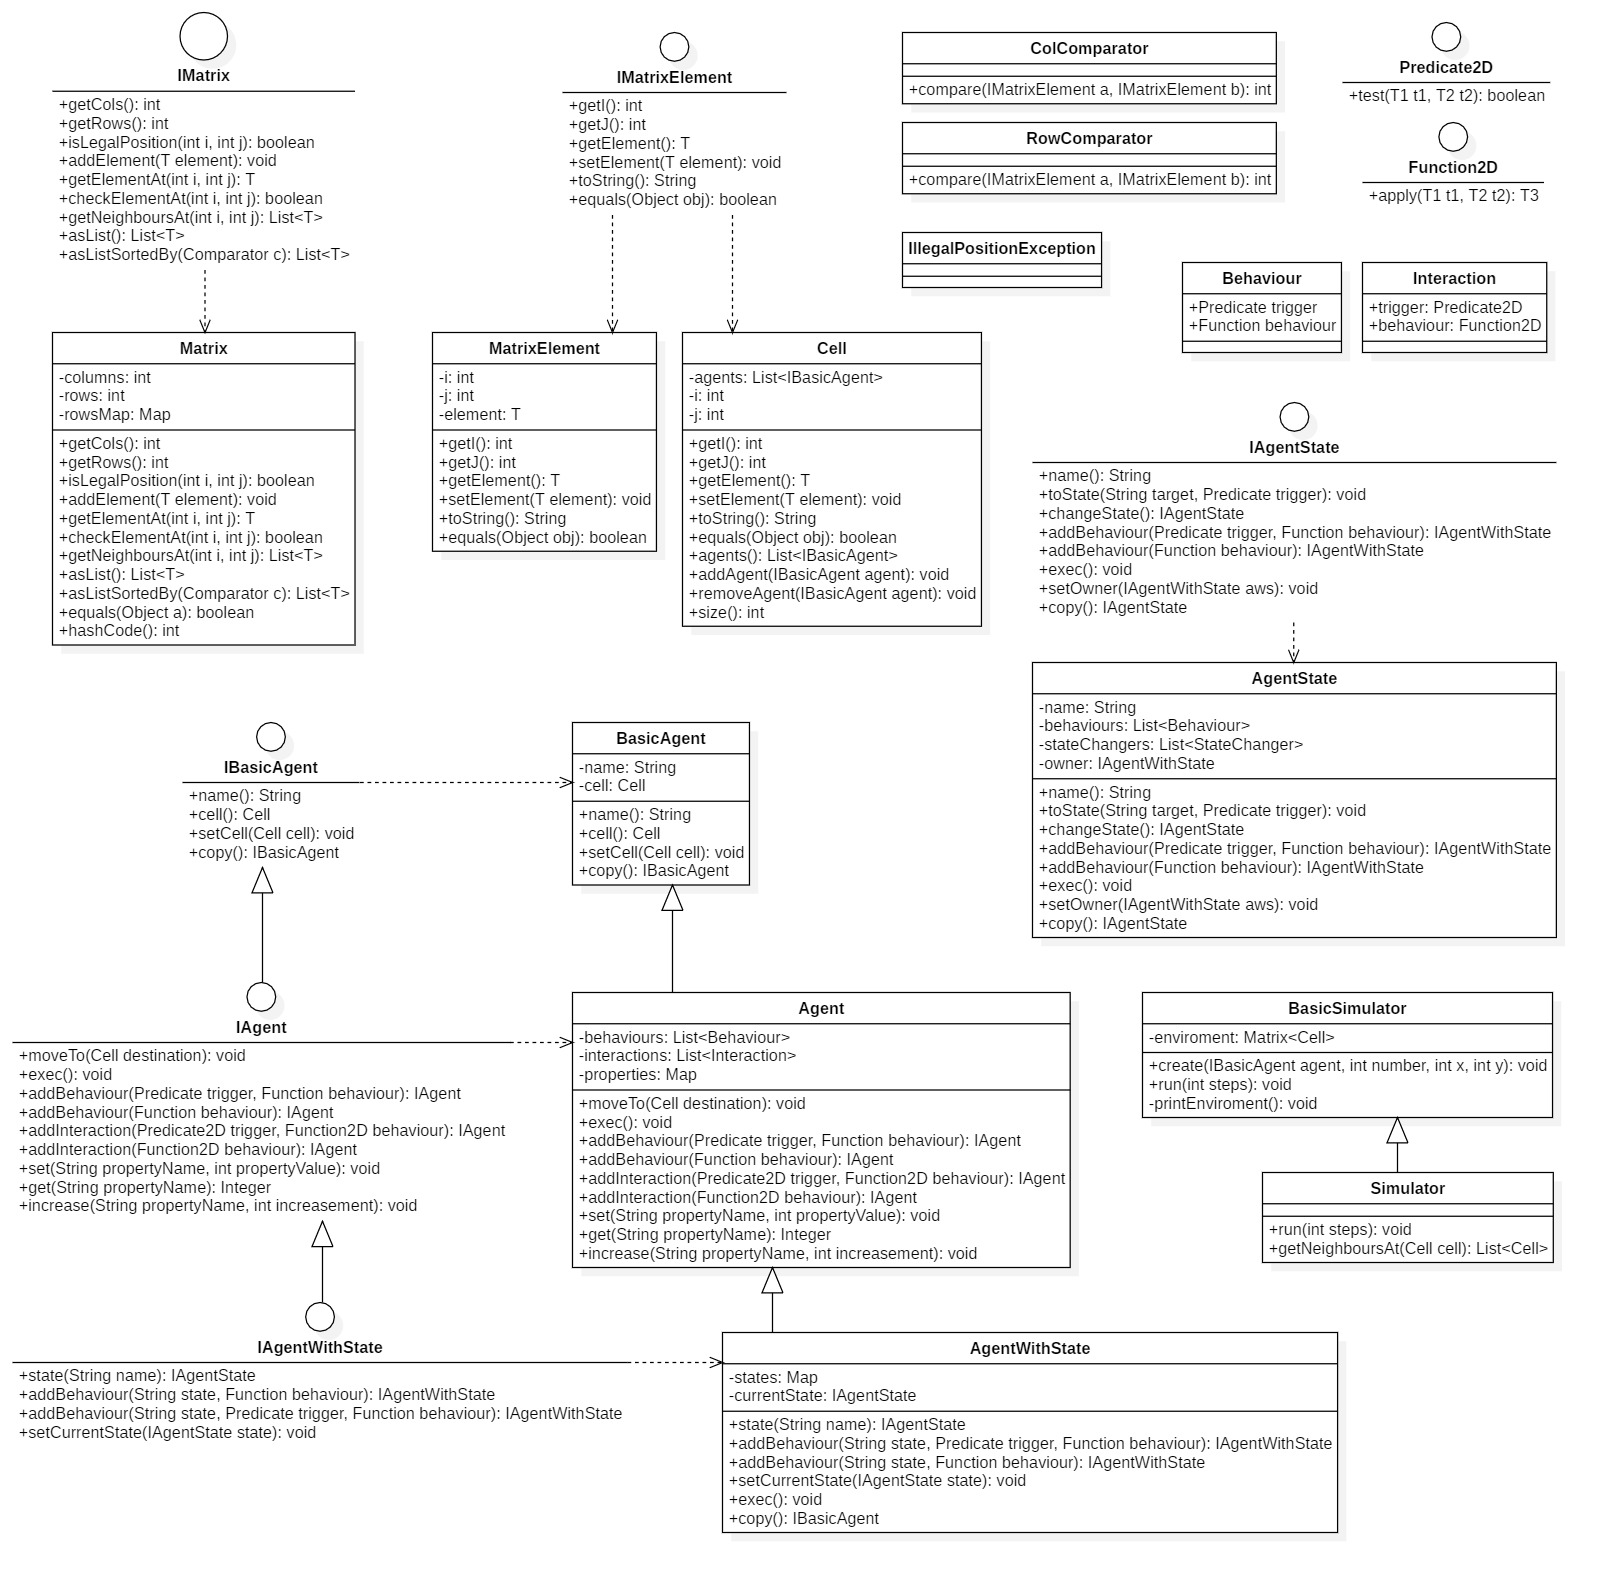 IMatrix
+getCols(): int
+getRows(): int
+isLegalPosition(int i, int j): boolean
+addElement(T element): void
+getElementAt(int i, int j): T
+checkElementAt(int i, int j): boolean
+getNeighboursAt(int i, int j): List<T>
+asList(): List<T>
+asListSortedBy(Comparator c): List<T>
IMatrixElement
+getI(): int
+getJ(): int
+getElement(): T
+setElement(T element): void
+toString(): String
+equals(Object obj): boolean
ColComparator
+compare(IMatrixElement a, IMatrixElement b): int
RowComparator
+compare(IMatrixElement a, IMatrixElement b): int
Predicate2D
+test(T1 t1, T2 t2): boolean
Function2D
+apply(T1 t1, T2 t2): T3
IllegalPositionException
Behaviour
+Predicate trigger
+Function behaviour
Interaction
+trigger: Predicate2D
+behaviour: Function2D
Matrix
-columns: int
-rows: int
-rowsMap: Map
+getCols(): int
+getRows(): int
+isLegalPosition(int i, int j): boolean
+addElement(T element): void
+getElementAt(int i, int j): T
+checkElementAt(int i, int j): boolean
+getNeighboursAt(int i, int j): List<T>
+asList(): List<T>
+asListSortedBy(Comparator c): List<T>
+equals(Object a): boolean
+hashCode(): int
MatrixElement
-i: int
-j: int
-element: T
+getI(): int
+getJ(): int
+getElement(): T
+setElement(T element): void
+toString(): String
+equals(Object obj): boolean
Cell
-agents: List<IBasicAgent>
-i: int
-j: int
+getI(): int
+getJ(): int
+getElement(): T
+setElement(T element): void
+toString(): String
+equals(Object obj): boolean
+agents(): List<IBasicAgent>
+addAgent(IBasicAgent agent): void
+removeAgent(IBasicAgent agent): void
+size(): int
IAgentState
+name(): String
+toState(String target, Predicate trigger): void
+changeState(): IAgentState
+addBehaviour(Predicate trigger, Function behaviour): IAgentWithState
+addBehaviour(Function behaviour): IAgentWithState
+exec(): void
+setOwner(IAgentWithState aws): void
+copy(): IAgentState
AgentState
-name: String
-behaviours: List<Behaviour>
-stateChangers: List<StateChanger>
-owner: IAgentWithState
+name(): String
+toState(String target, Predicate trigger): void
+changeState(): IAgentState
+addBehaviour(Predicate trigger, Function behaviour): IAgentWithState
+addBehaviour(Function behaviour): IAgentWithState
+exec(): void
+setOwner(IAgentWithState aws): void
+copy(): IAgentState
IBasicAgent
+name(): String
+cell(): Cell
+setCell(Cell cell): void
+copy(): IBasicAgent
BasicAgent
-name: String
-cell: Cell
+name(): String
+cell(): Cell
+setCell(Cell cell): void
+copy(): IBasicAgent
IAgent
+moveTo(Cell destination): void
+exec(): void
+addBehaviour(Predicate trigger, Function behaviour): IAgent
+addBehaviour(Function behaviour): IAgent
+addInteraction(Predicate2D trigger, Function2D behaviour): IAgent
+addInteraction(Function2D behaviour): IAgent
+set(String propertyName, int propertyValue): void
+get(String propertyName): Integer
+increase(String propertyName, int increasement): void
Agent
-behaviours: List<Behaviour>
-interactions: List<Interaction>
-properties: Map
+moveTo(Cell destination): void
+exec(): void
+addBehaviour(Predicate trigger, Function behaviour): IAgent
+addBehaviour(Function behaviour): IAgent
+addInteraction(Predicate2D trigger, Function2D behaviour): IAgent
+addInteraction(Function2D behaviour): IAgent
+set(String propertyName, int propertyValue): void
+get(String propertyName): Integer
+increase(String propertyName, int increasement): void
BasicSimulator
-enviroment: Matrix<Cell>
+create(IBasicAgent agent, int number, int x, int y): void
+run(int steps): void
-printEnviroment(): void
Simulator
+run(int steps): void
+getNeighboursAt(Cell cell): List<Cell>
IAgentWithState
+state(String name): IAgentState
+addBehaviour(String state, Function behaviour): IAgentWithState
+addBehaviour(String state, Predicate trigger, Function behaviour): IAgentWithState
+setCurrentState(IAgentState state): void
AgentWithState
-states: Map
-currentState: IAgentState
+state(String name): IAgentState
+addBehaviour(String state, Predicate trigger, Function behaviour): IAgentWithState
+addBehaviour(String state, Function behaviour): IAgentWithState
+setCurrentState(IAgentState state): void
+exec(): void
+copy(): IBasicAgent